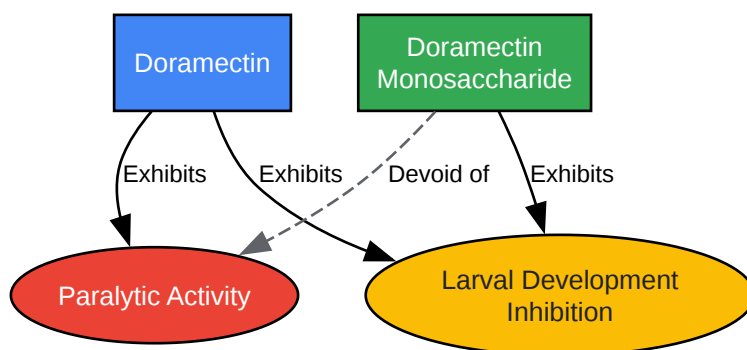 Doramectin
Doramectin
Monosaccharide
Exhibits
Exhibits
Devoid of
Exhibits
Paralytic Activity
Larval Development
Inhibition